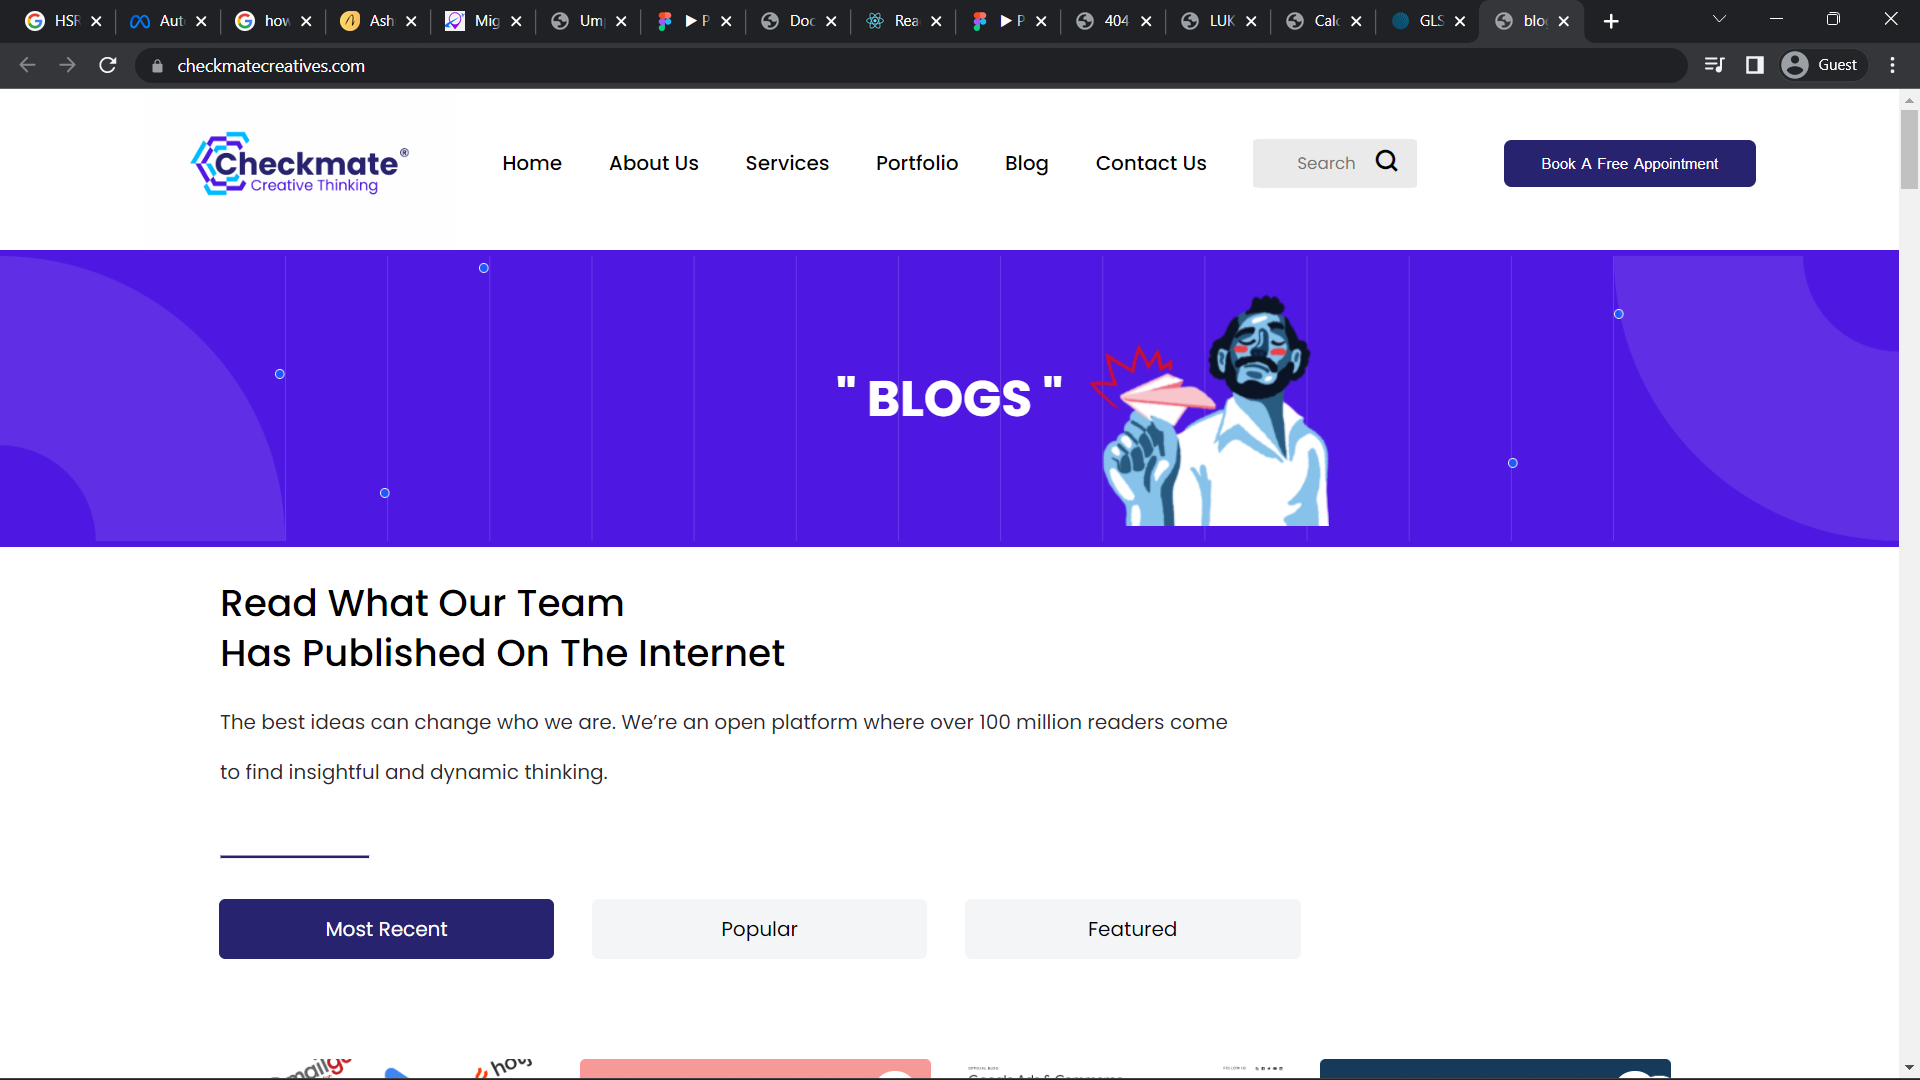 HSR
Aut
how
Ash
Mig
Um
▶ P
Doc
Rea
▶ P
404
LUK
Calc
GLS
blog
checkmatecreatives.com
Guest
Checkmate®
Creative Thinking
Home
About Us
Services
Portfolio
Blog
Contact Us
Search
Book A Free Appointment
" BLOGS "
Read What Our Team
Has Published On The Internet
The best ideas can change who we are. We’re an open platform where over 100 million readers come
to find insightful and dynamic thinking.
Most Recent
Popular
Featured